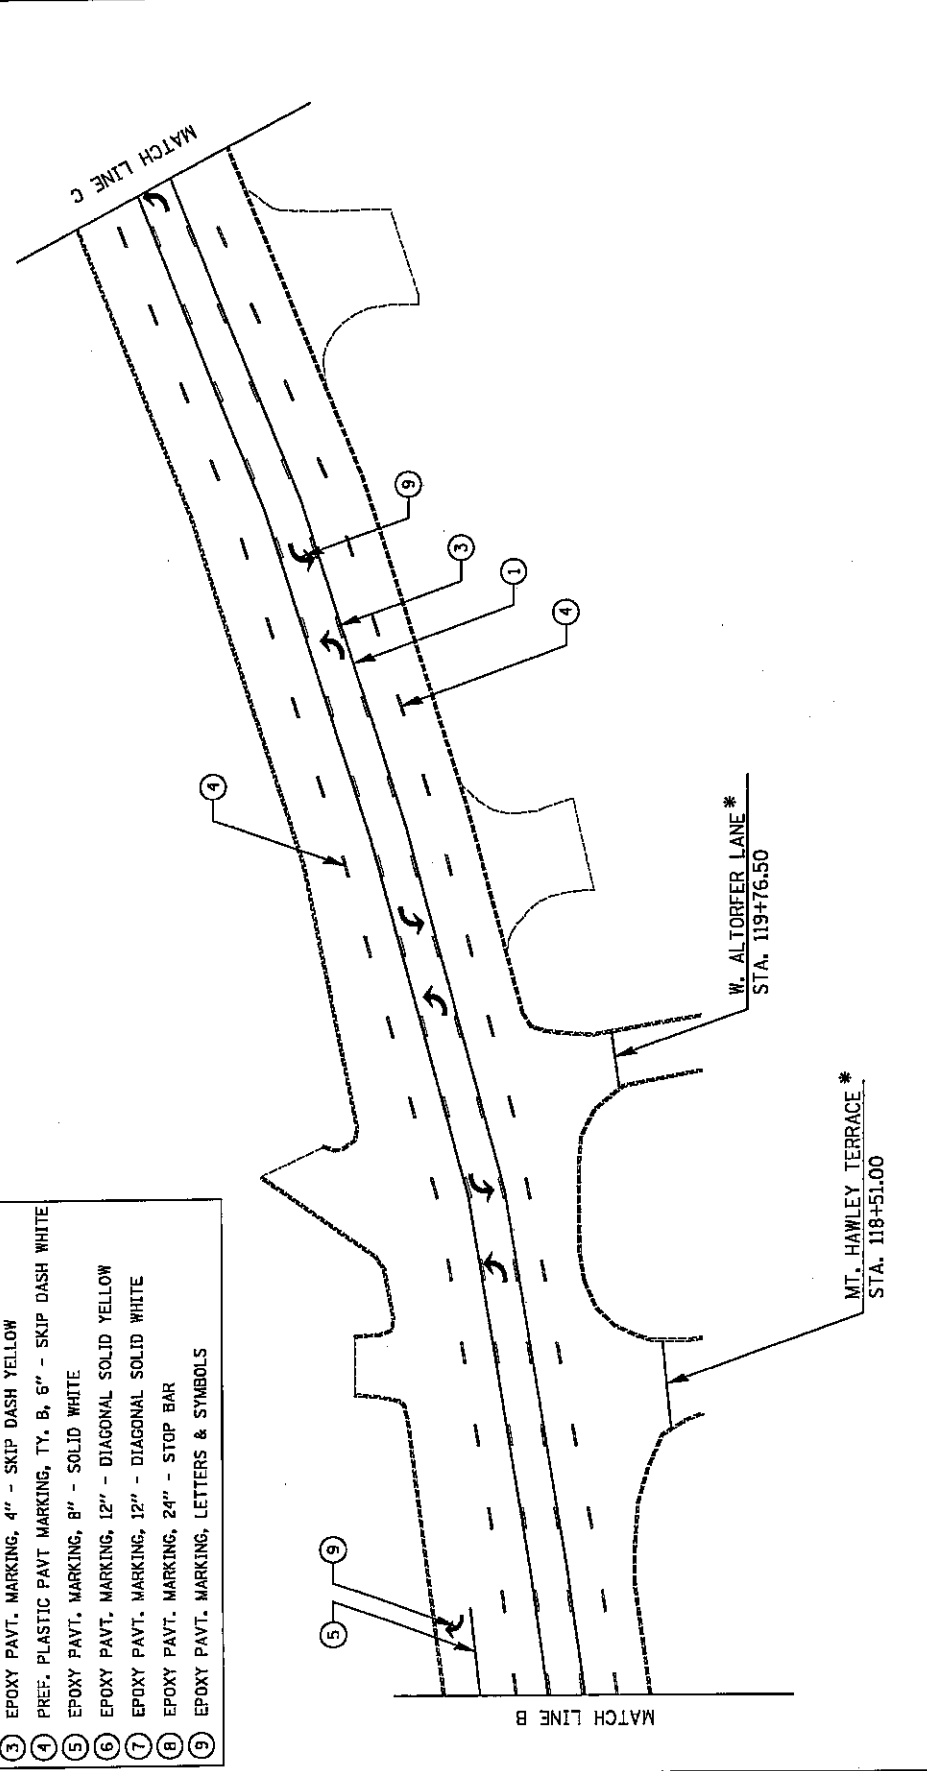 3 EPOXY PAVT. MARKING, 4" - SKIP DASH YELLOW
4 PREF. PLASTIC PAVT MARKING, TY. B, 6" - SKIP DASH WHITE
5 EPOXY PAVT. MARKING, 8" - SOLID WHITE
6 EPOXY PAVT. MARKING, 12" - DIAGONAL SOLID YELLOW
7 EPOXY PAVT. MARKING, 12" - DIAGONAL SOLID WHITE
8 EPOXY PAVT. MARKING, 24" - STOP BAR
9 EPOXY PAVT. MARKING, LETTERS & SYMBOLS
MATCH LINE B
5
9
4
MATCH LINE C
9
3
1
4
W. ALTORFER LANE *
STA. 119+76.50
MT. HAWLEY TERRACE *
STA. 118+51.00